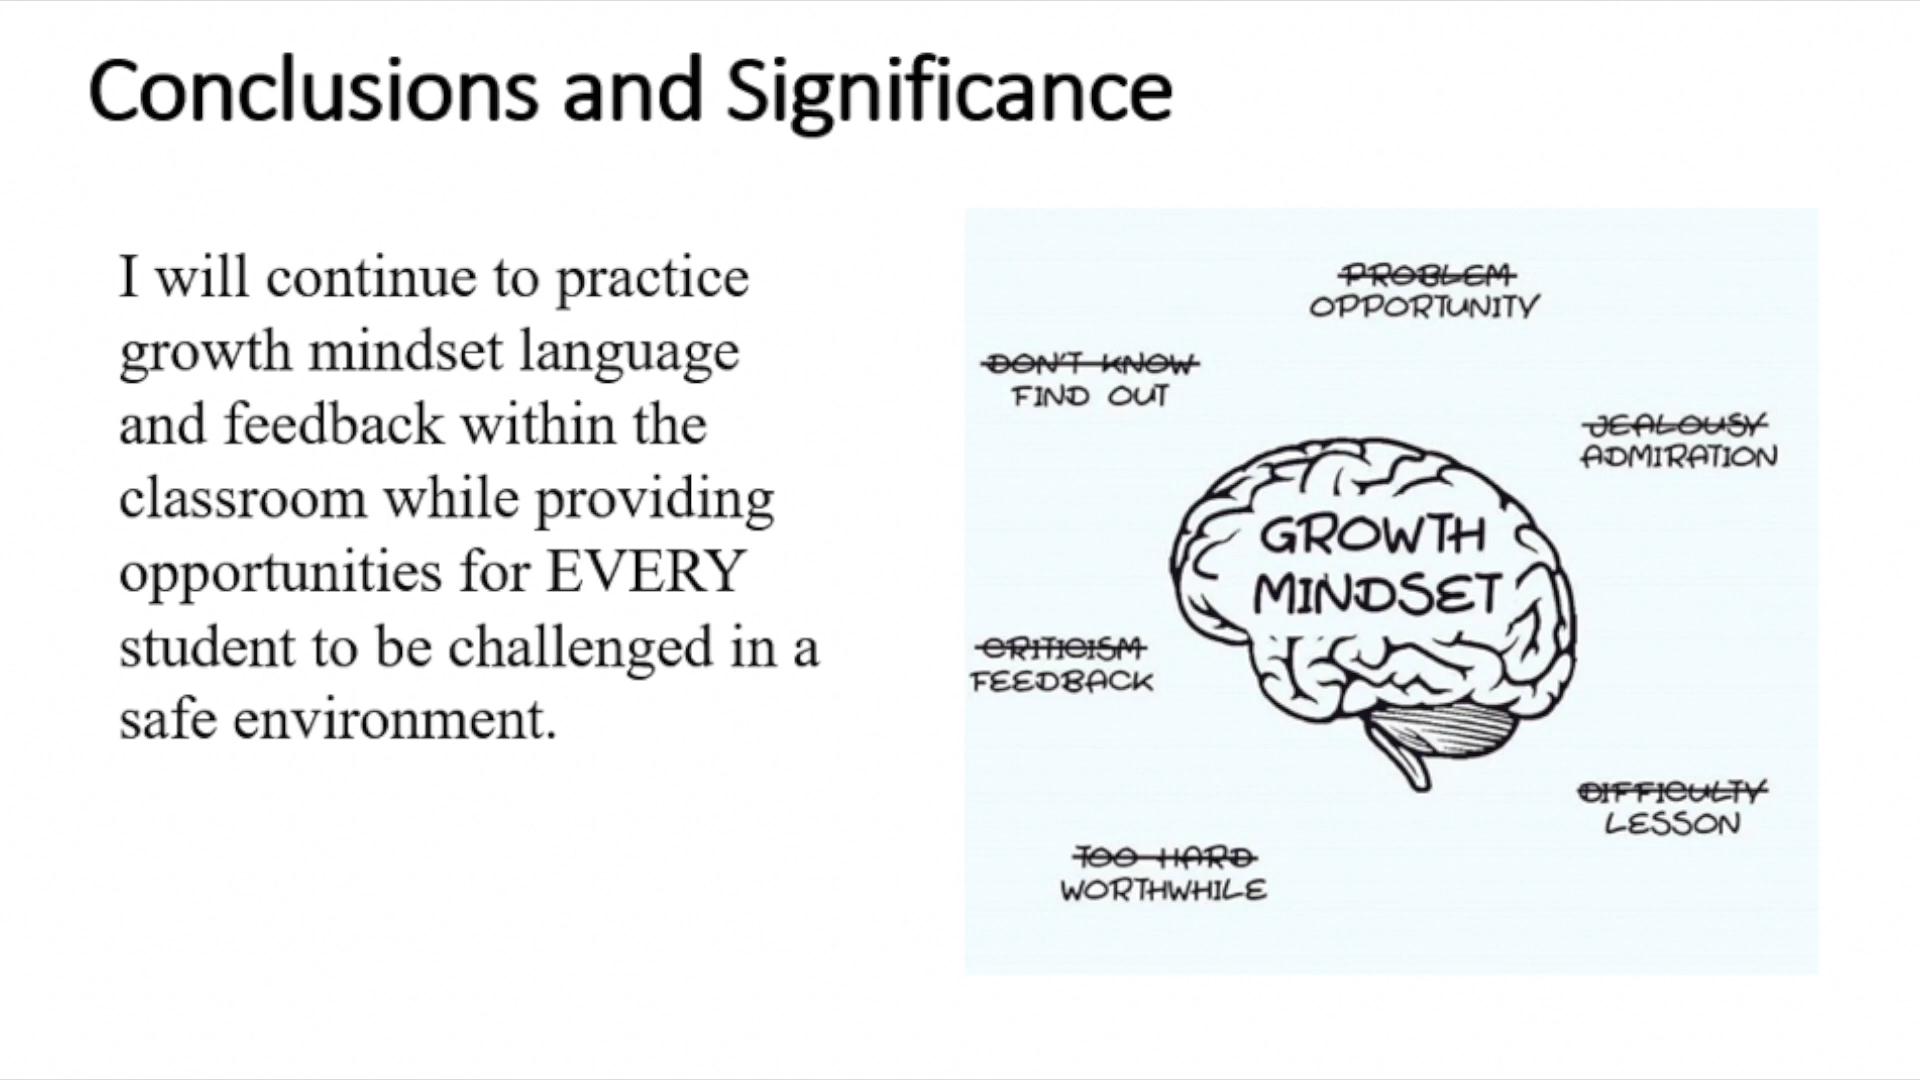 Conclusions and Significance
I will continue to practice
growth mindset language
and feedback within the
classroom while providing
opportunities for EVERY
student to be challenged in a
safe environment.
PROBLEM
OPPORTUNITY
DON'T KNOW
FIND OUT
JEALOUSY
ADMIRATION
GROWTH
MINDSET
CRITICISM
FEEDBACK
DIFFICULTY
LESSON
TOO HARD
WORTHWHILE